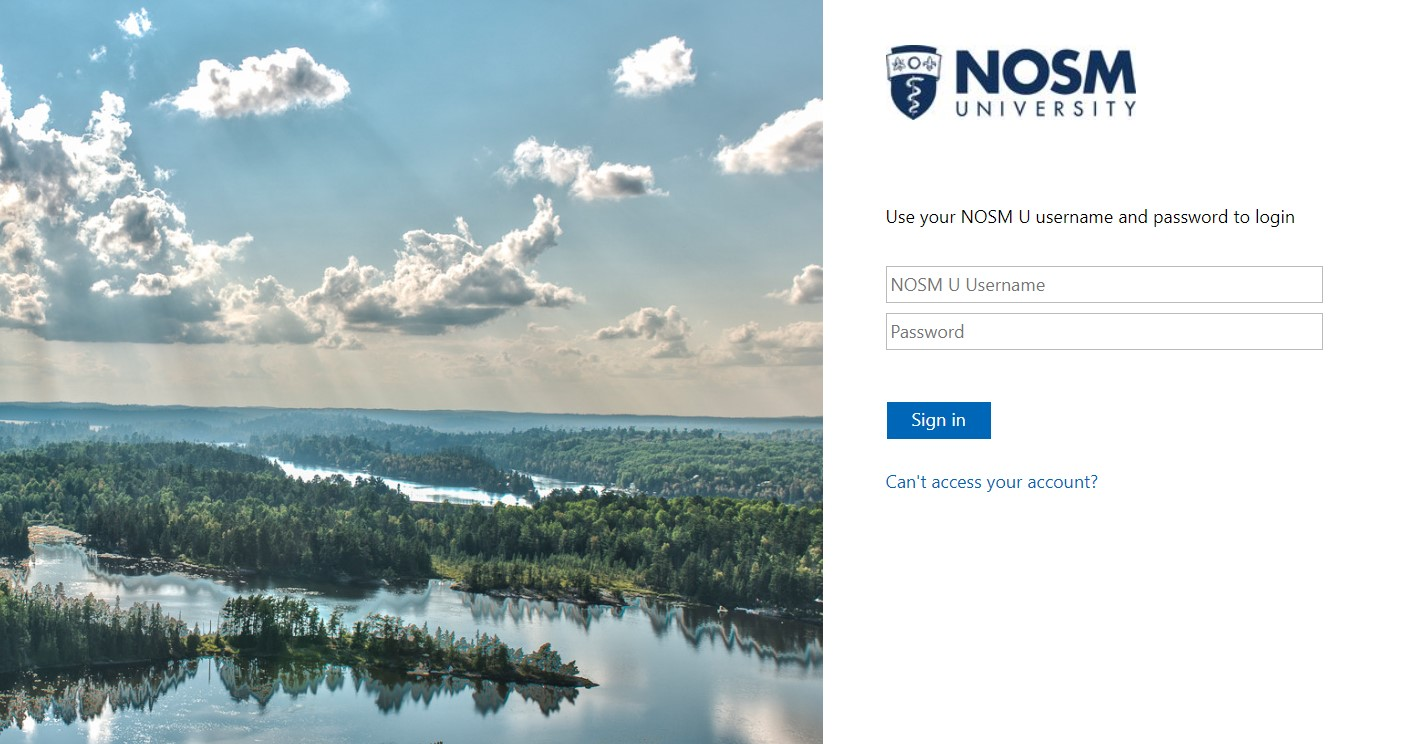 NOSM
UNIVERSITY
Use your NOSM U username and password to login
NOSM U Username
Password
Sign in
Can't access your account?